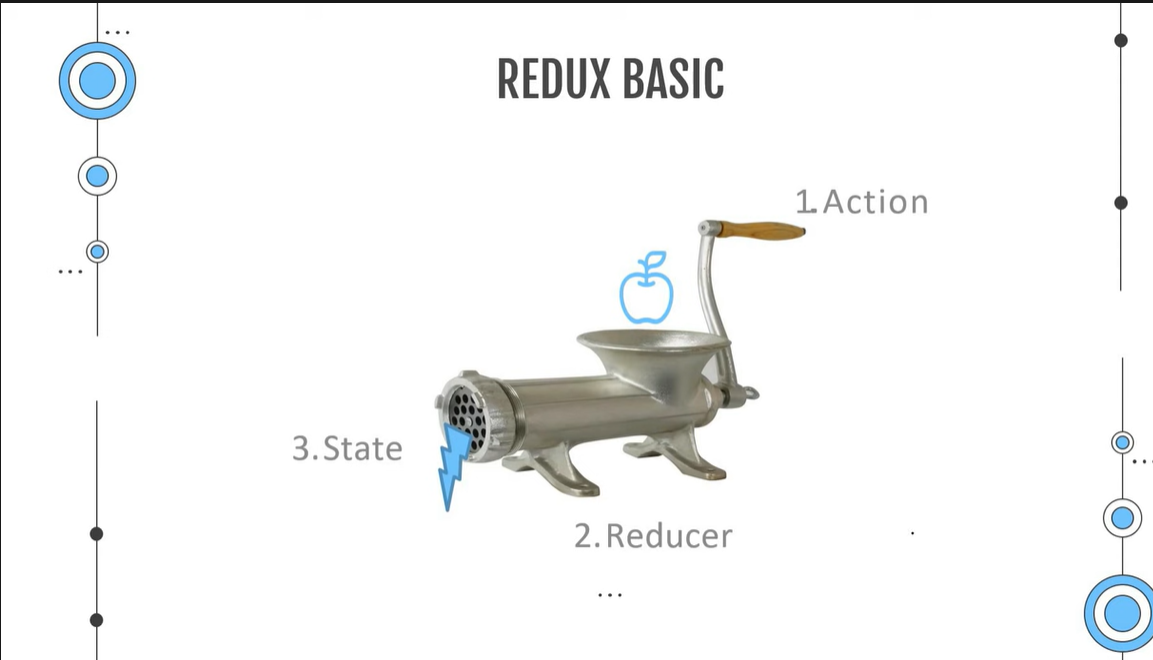 REDUX BASIC
1.Action
3.State
2.Reducer
...